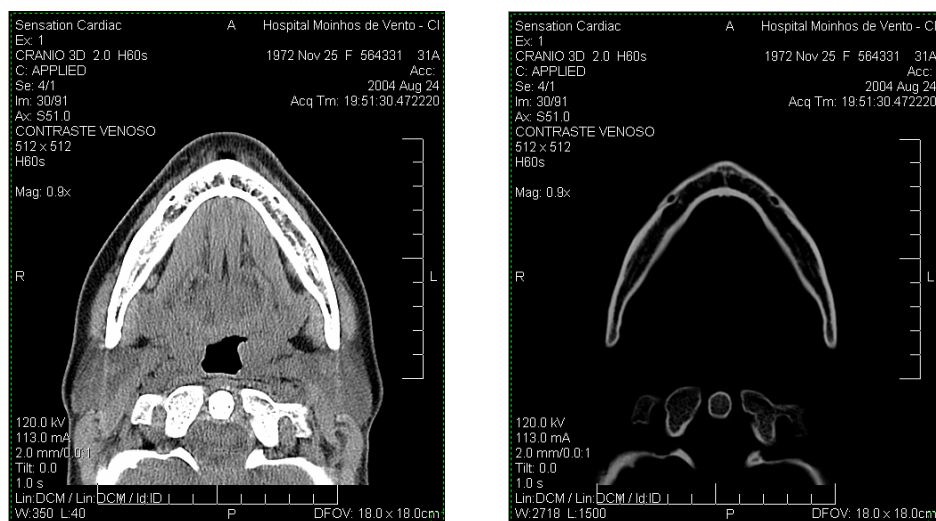 Sensation Cardiac
A
Hospital Moinhos de Vento - CI
Ex: 1
CRANIO 3D 2.0 H60s
1972 Nov 25 F 564331 31A
C: APPLIED
Acc:
Se: 4/1
2004 Aug 24
Im: 30/91
Acq Tm: 19:51:30.472220
Ax: S51.0
CONTRASTE VENOSO
512 x 512
H60s
Mag: 0.9x
R
L
120.0 kV
113.0 mA
2.0 mm/0.0:1
Tilt: 0.0
1.0 s
Lin:DCM / Lin:DCM / Id:ID
W:350 L:40
P
DFOV: 18.0 x 18.0cm
Sensation Cardiac
A
Hospital Moinhos de Vento - CI
Ex: 1
CRANIO 3D 2.0 H60s
1972 Nov 25 F 564331 31A
C: APPLIED
Acc:
Se: 4/1
2004 Aug 24
Im: 30/91
Acq Tm: 19:51:30.472220
Ax: S51.0
CONTRASTE VENOSO
512 x 512
H60s
Mag: 0.9x
R
L
120.0 kV
113.0 mA
2.0 mm/0.0:1
Tilt: 0.0
1.0 s
Lin:DCM / Lin:DCM / Id:ID
W:2718 L:1500
P
DFOV: 18.0 x 18.0cm